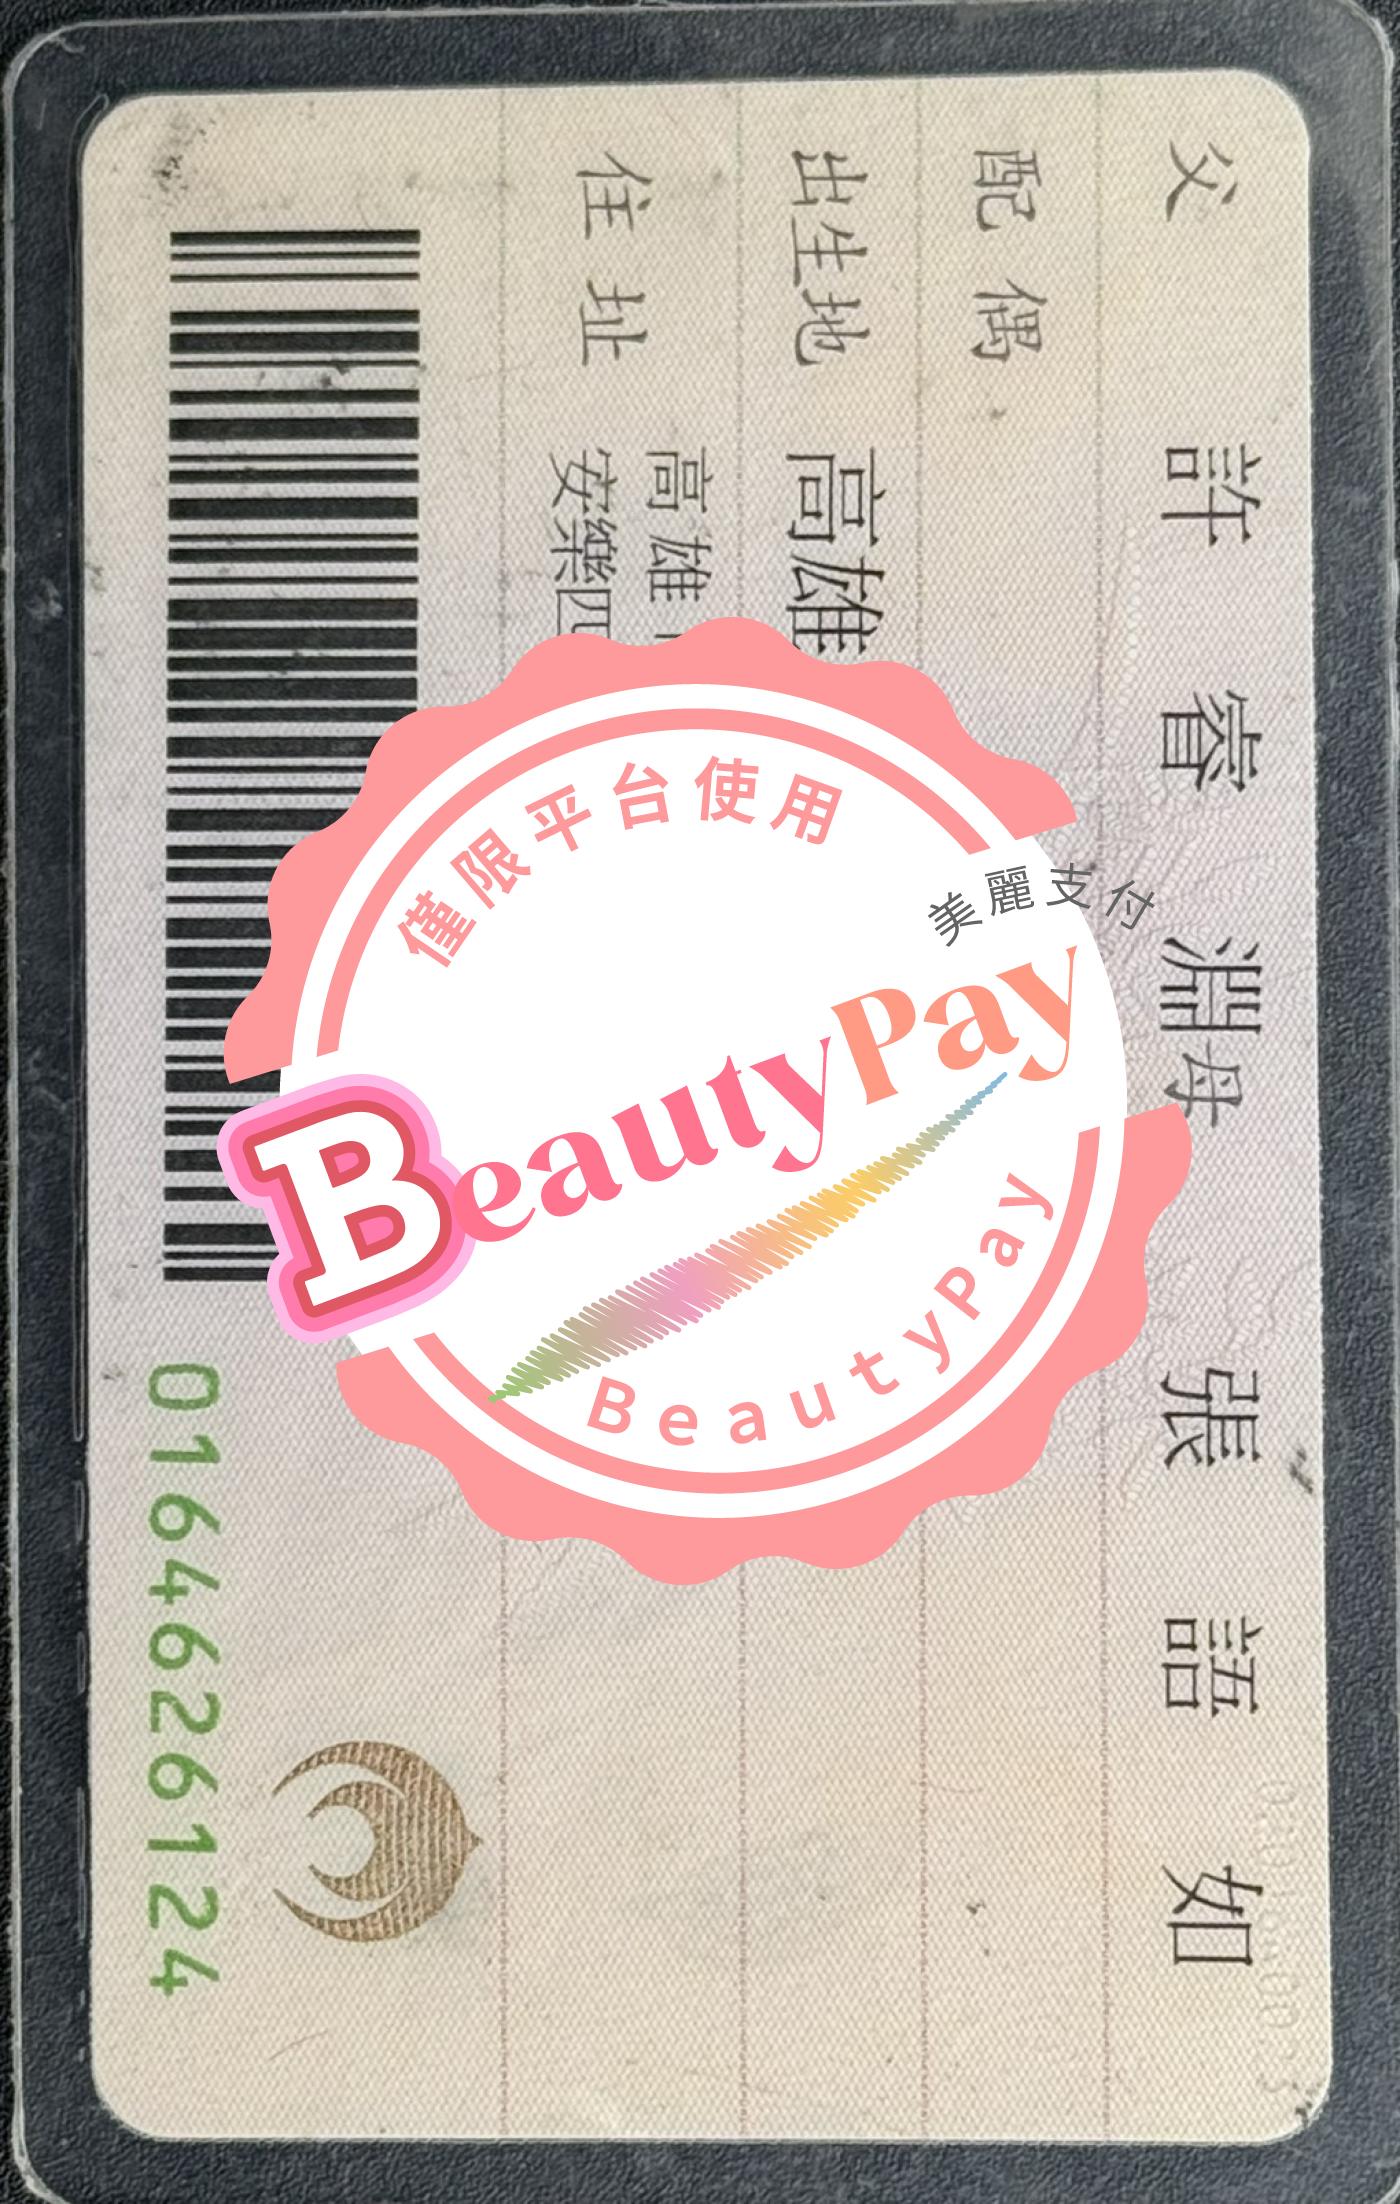 父 許睿淵 母 張語如
配偶
出生地 高雄
住址 高雄
安樂四
0164626124
僅限平台使用
美麗支付
BeautyPay
BeautyPay